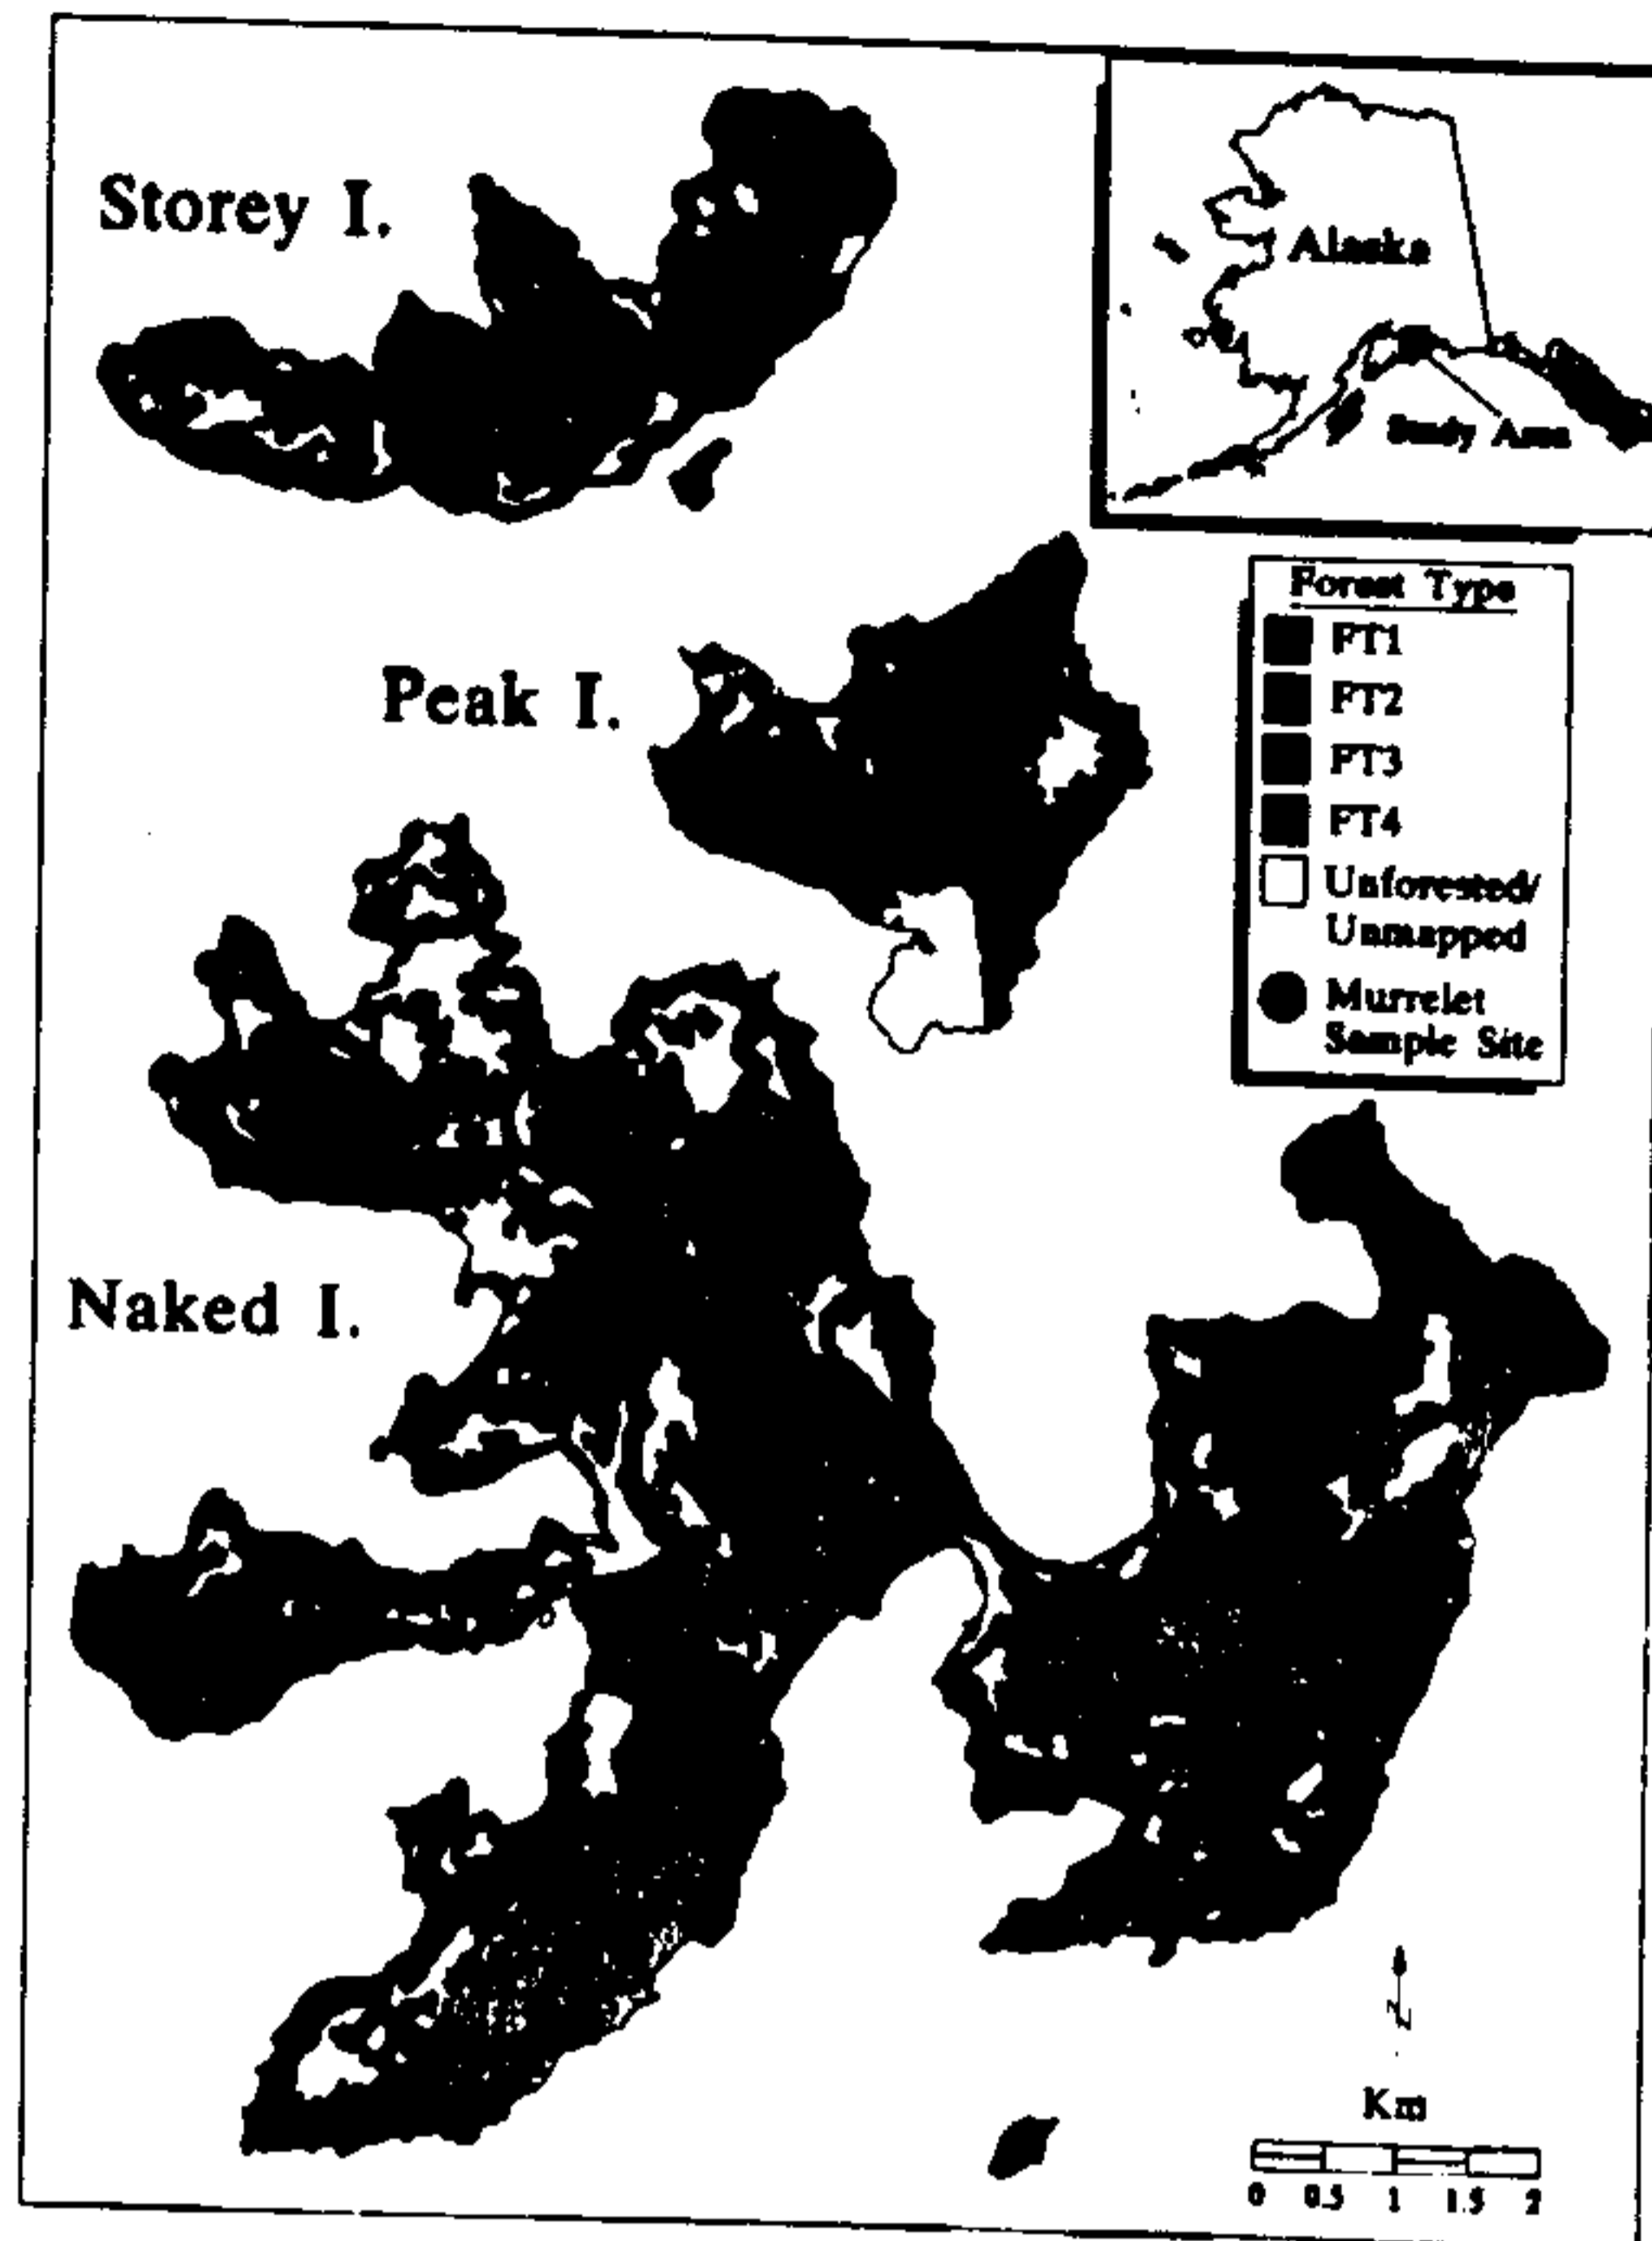 Storey I.
Alaska
Study Area
Peak I.
Forest Type
FT1
FT2
FT3
FT4
Unforested/
Unmapped
Murrelet
Sample Site
Naked I.
N
Km
0 0.5 1 1.5 2